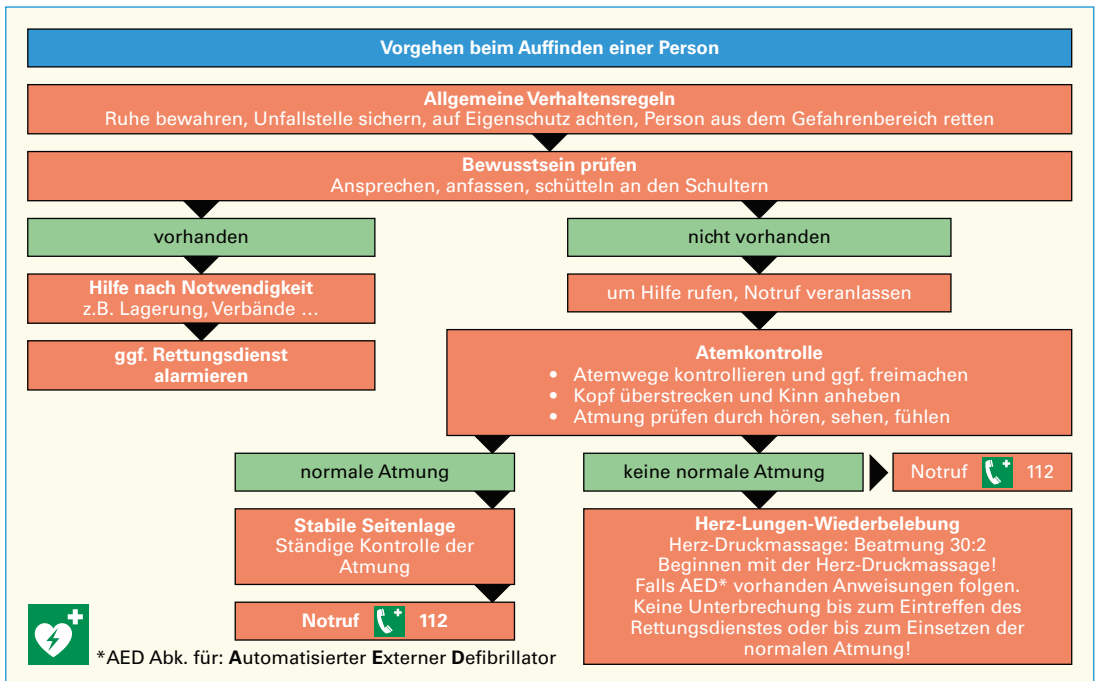 Vorgehen beim Auffinden einer Person
Allgemeine Verhaltensregeln
Ruhe bewahren, Unfallstelle sichern, auf Eigenschutz achten, Person aus dem Gefahrenbereich retten
Bewusstsein prüfen
Ansprechen, anfassen, schütteln an den Schultern
vorhanden
Hilfe nach Notwendigkeit
z.B. Lagerung, Verbände ...
ggf. Rettungsdienst
alarmieren
nicht vorhanden
um Hilfe rufen, Notruf veranlassen
Atemkontrolle
• Atemwege kontrollieren und ggf. freimachen
• Kopf überstrecken und Kinn anheben
• Atmung prüfen durch hören, sehen, fühlen
normale Atmung
Stabile Seitenlage
Ständige Kontrolle der
Atmung
Notruf 112
keine normale Atmung
Notruf 112
Herz-Lungen-Wiederbelebung
Herz-Druckmassage: Beatmung 30:2
Beginnen mit der Herz-Druckmassage!
Falls AED* vorhanden Anweisungen folgen.
Keine Unterbrechung bis zum Eintreffen des
Rettungsdienstes oder bis zum Einsetzen der
normalen Atmung!
*AED Abk. für: Automatisierter Externer Defibrillator